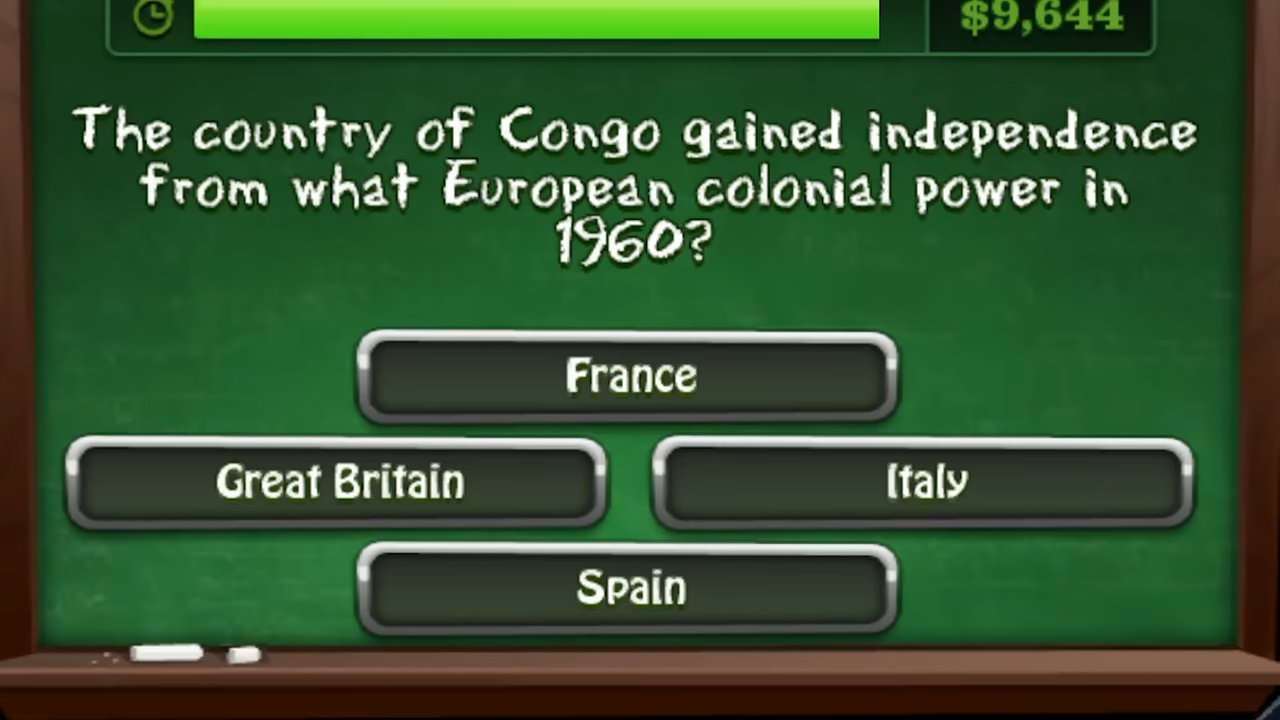 $9,644
The country of Congo gained independence
from what European colonial power in
1960?
France
Great Britain
Italy
Spain